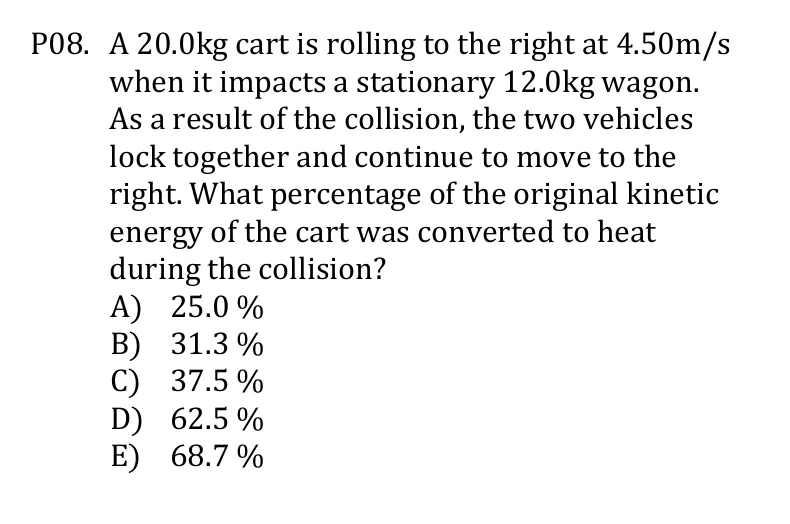 P08. A 20.0kg cart is rolling to the right at 4.50m/s
when it impacts a stationary 12.0kg wagon.
As a result of the collision, the two vehicles
lock together and continue to move to the
right. What percentage of the original kinetic
energy of the cart was converted to heat
during the collision?
A) 25.0 %
B) 31.3 %
C) 37.5 %
D) 62.5 %
E) 68.7 %